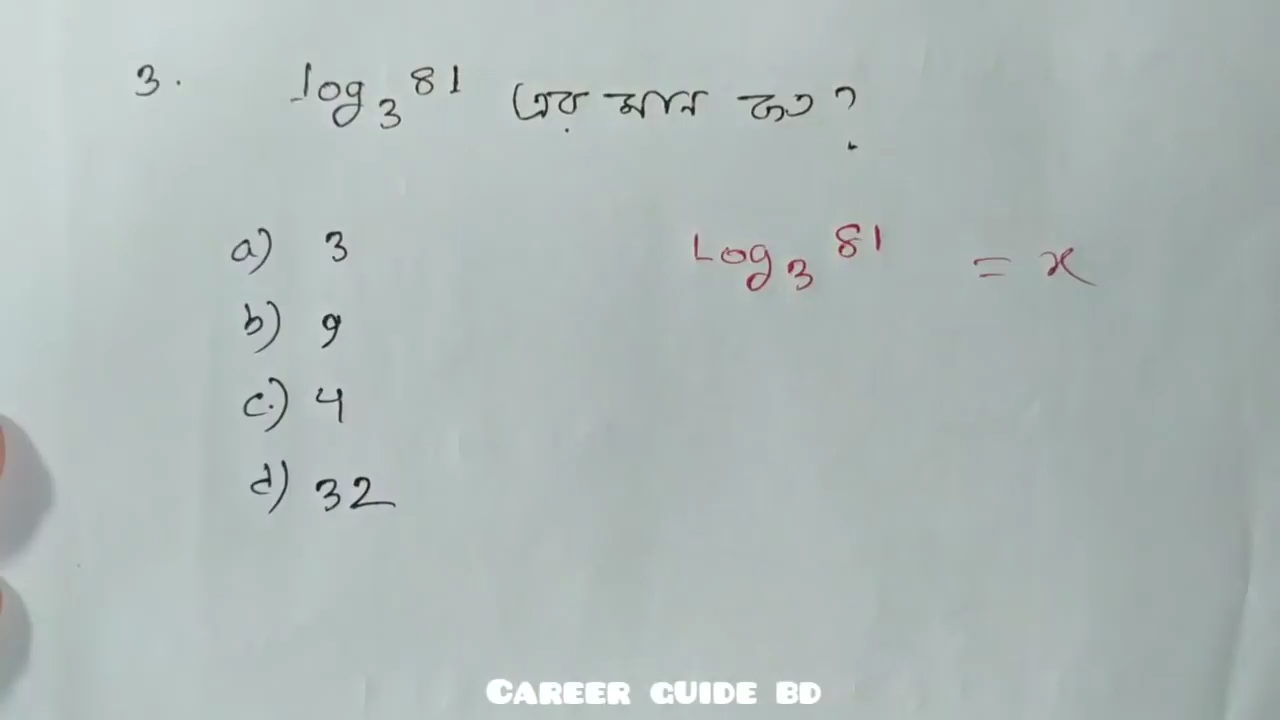 3. log₃81 এর মান কত?
a) 3
Log₃81 = x
b) 9
c.) 4
d) 32
CAREER GUIDE BD